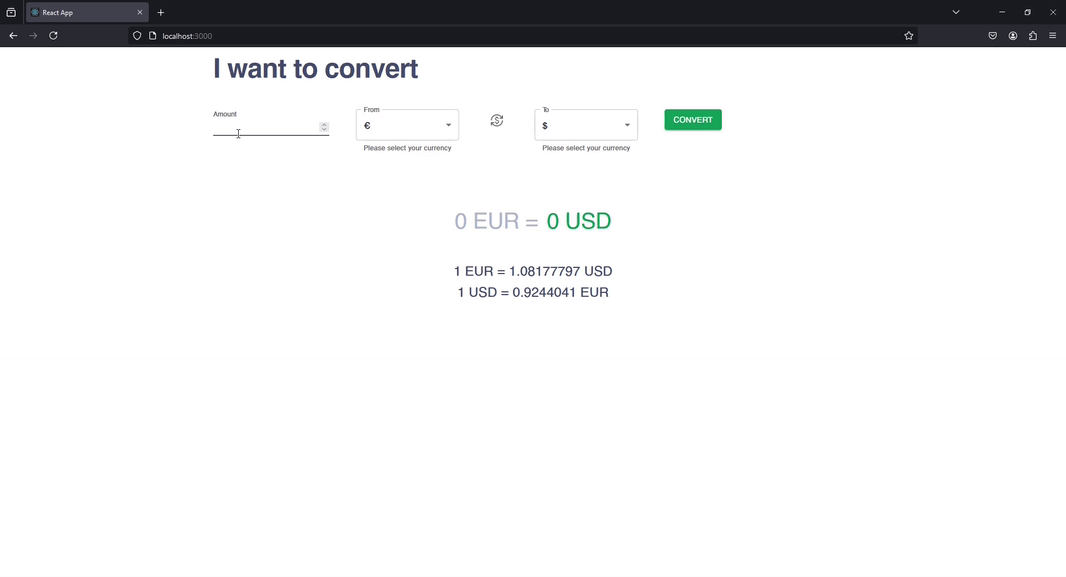 React App
localhost:3000
I want to convert
Amount
From
€
Please select your currency
To
$
Please select your currency
CONVERT
0 EUR = 0 USD
1 EUR = 1.08177797 USD
1 USD = 0.9244041 EUR